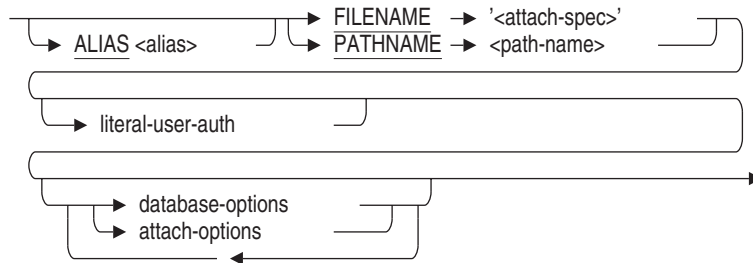 FILENAME '<attach-spec>'
ALIAS <alias> PATHNAME <path-name>
literal-user-auth
database-options
attach-options